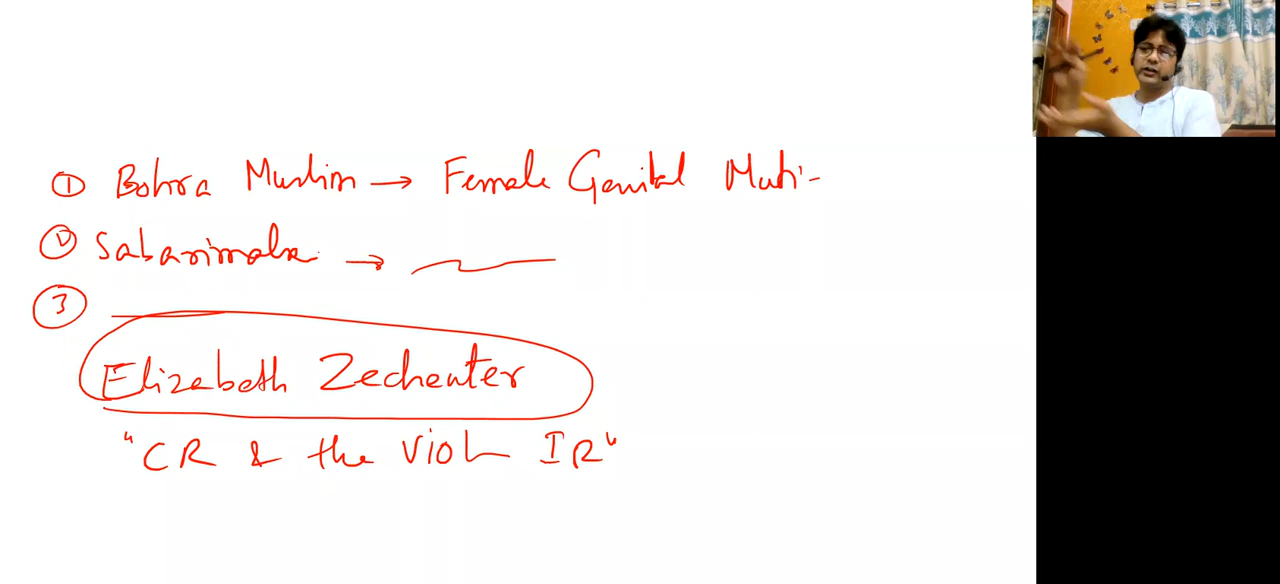 ① Bohra Muslim → Female Genital Muti-
② Sabarimala →
③
Elizabeth Zechenter
"CR & the Viol IR"